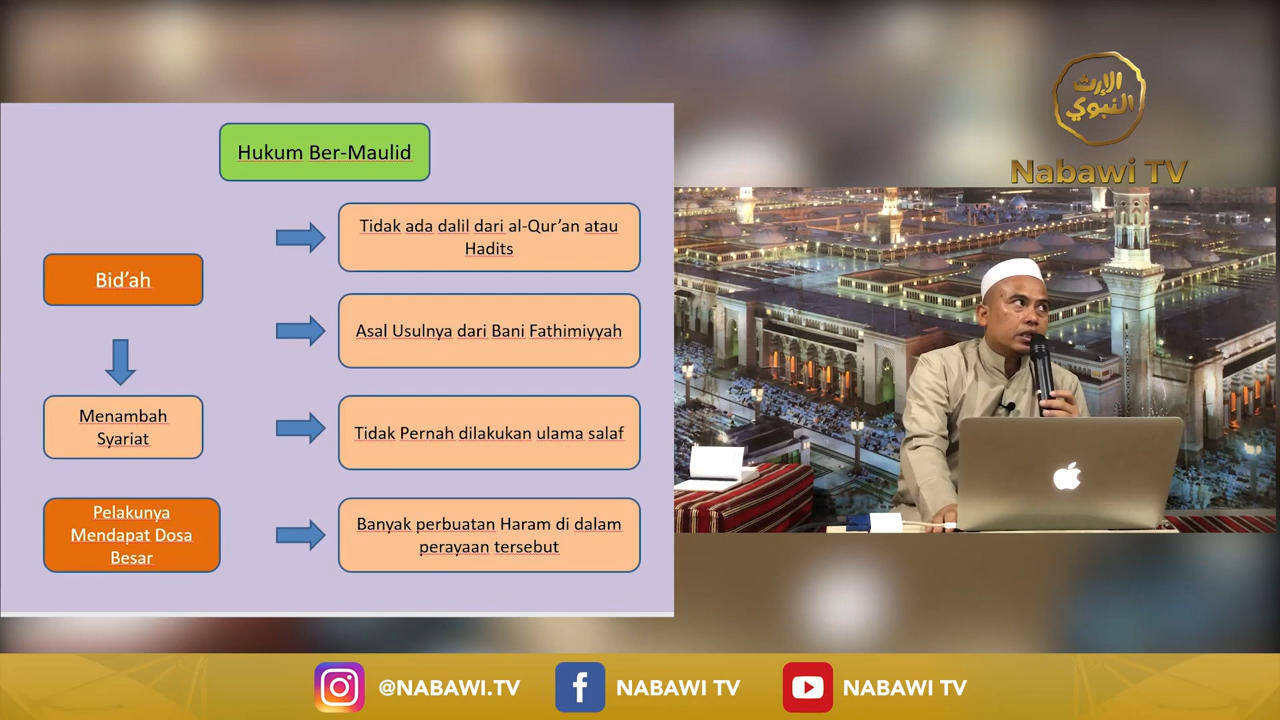 Hukum Ber-Maulid
Bid'ah
Menambah
Syariat
Pelakunya
Mendapat Dosa
Besar
Tidak ada dalil dari al-Qur'an atau
Hadits
Asal Usulnya dari Bani Fathimiyyah
Tidak Pernah dilakukan ulama salaf
Banyak perbuatan Haram di dalam
perayaan tersebut
الإرث
النبوي
Nabawi TV
@NABAWI.TV
NABAWI TV
NABAWI TV